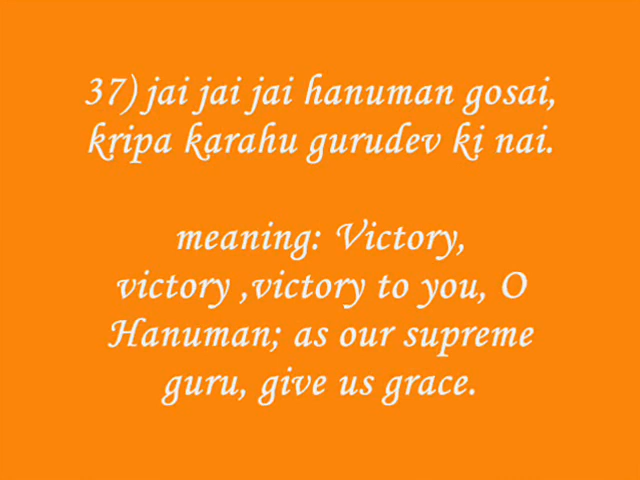 37) jai jai jai hanuman gosai,
kripa karahu gurudev ki nai.
meaning: Victory,
victory ,victory to you, O
Hanuman; as our supreme
guru, give us grace.